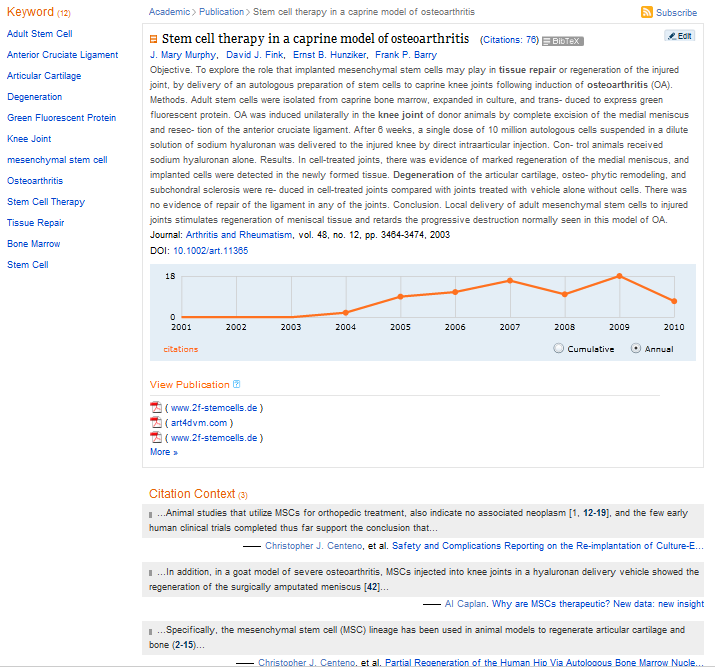 Keyword (12)
Adult Stem Cell
Anterior Cruciate Ligament
Articular Cartilage
Degeneration
Green Fluorescent Protein
Knee Joint
mesenchymal stem cell
Osteoarthritis
Stem Cell Therapy
Tissue Repair
Bone Marrow
Stem Cell
Academic > Publication > Stem cell therapy in a caprine model of osteoarthritis
Subscribe
Stem cell therapy in a caprine model of osteoarthritis (Citations: 76) BibTeX
Edit
J. Mary Murphy, David J. Fink, Ernst B. Hunziker, Frank P. Barry
Objective. To explore the role that implanted mesenchymal stem cells may play in tissue repair or regeneration of the injured
joint, by delivery of an autologous preparation of stem cells to caprine knee joints following induction of osteoarthritis (OA).
Methods. Adult stem cells were isolated from caprine bone marrow, expanded in culture, and trans- duced to express green
fluorescent protein. OA was induced unilaterally in the knee joint of donor animals by complete excision of the medial meniscus
and resec- tion of the anterior cruciate ligament. After 6 weeks, a single dose of 10 million autologous cells suspended in a dilute
solution of sodium hyaluronan was delivered to the injured knee by direct intraarticular injection. Con- trol animals received
sodium hyaluronan alone. Results. In cell-treated joints, there was evidence of marked regeneration of the medial meniscus, and
implanted cells were detected in the newly formed tissue. Degeneration of the articular cartilage, osteo- phytic remodeling, and
subchondral sclerosis were re- duced in cell-treated joints compared with joints treated with vehicle alone without cells. There was
no evidence of repair of the ligament in any of the joints. Conclusion. Local delivery of adult mesenchymal stem cells to injured
joints stimulates regeneration of meniscal tissue and retards the progressive destruction normally seen in this model of OA.
Journal: Arthritis and Rheumatism, vol. 48, no. 12, pp. 3464-3474, 2003
DOI: 10.1002/art.11365
18
0
2001 2002 2003 2004 2005 2006 2007 2008 2009 2010
citations
Cumulative Annual
View Publication ?
( www.2f-stemcells.de )
( art4dvm.com )
( www.2f-stemcells.de )
More »
Citation Context (3)
...Animal studies that utilize MSCs for orthopedic treatment, also indicate no associated neoplasm [1, 12-19], and the few early
human clinical trials completed thus far support the conclusion that...
Christopher J. Centeno, et al. Safety and Complications Reporting on the Re-implantation of Culture-E...
...In addition, in a goat model of severe osteoarthritis, MSCs injected into knee joints in a hyaluronan delivery vehicle showed the
regeneration of the surgically amputated meniscus [42]...
AI Caplan. Why are MSCs therapeutic? New data: new insight
...Specifically, the mesenchymal stem cell (MSC) lineage has been used in animal models to regenerate articular cartilage and
bone (2-15)...
Christopher J. Centeno, et al. Partial Regeneration of the Human Hip Via Autologous Bone Marrow Nucle...